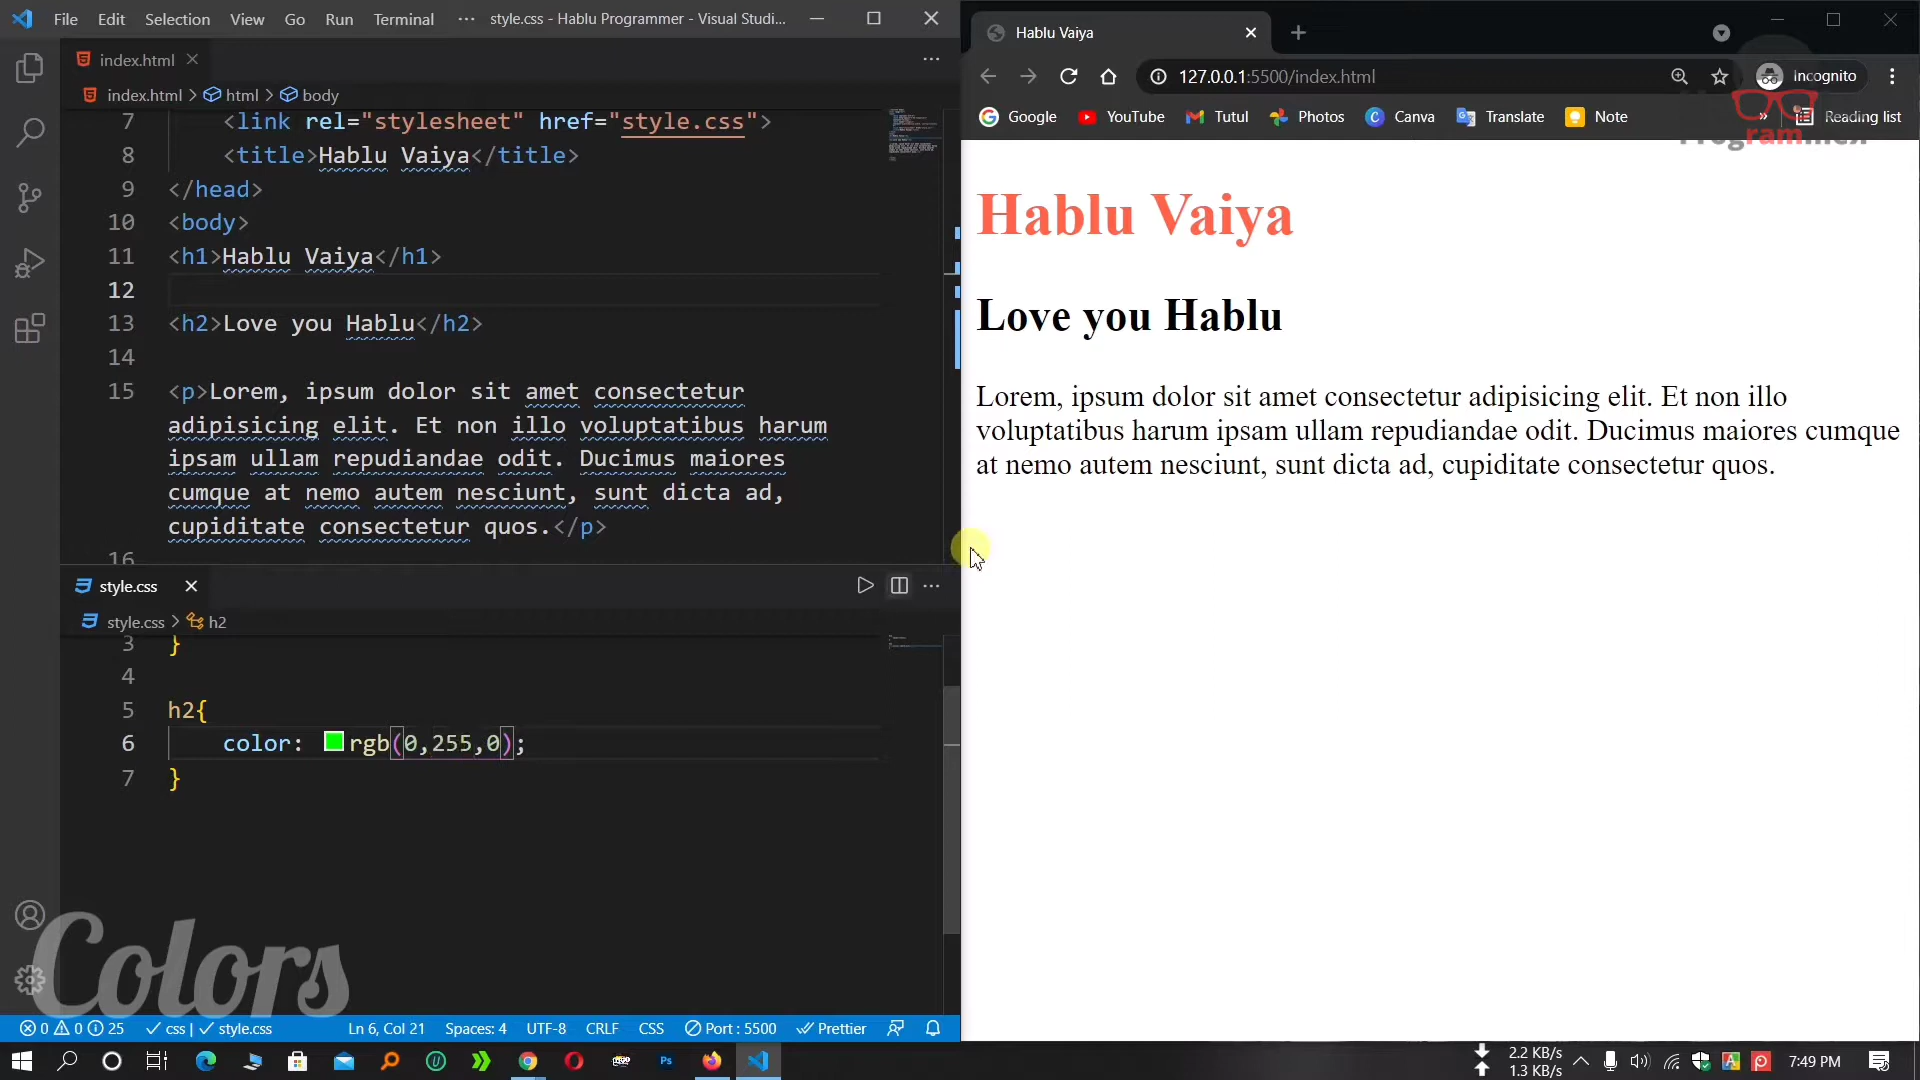 File Edit Selection View Go Run Terminal ··· style.css - Hablu Programmer - Visual Studi...
index.html
index.html > html > body
7 <link rel="stylesheet" href="style.css">
8 <title>Hablu Vaiya</title>
9 </head>
10 <body>
11 <h1>Hablu Vaiya</h1>
12
13 <h2>Love you Hablu</h2>
14
15 <p>Lorem, ipsum dolor sit amet consectetur
adipisicing elit. Et non illo voluptatibus harum
ipsam ullam repudiandae odit. Ducimus maiores
cumque at nemo autem nesciunt, sunt dicta ad,
cupiditate consectetur quos.</p>
16
style.css
style.css > h2
3 }
4
5 h2{
6 color: rgb(0,255,0);
7 }
Colors
0 0 25 css | style.css Ln 6, Col 21 Spaces: 4 UTF-8 CRLF CSS Port : 5500 Prettier
Hablu Vaiya
127.0.0.1:5500/index.html Incognito
Google YouTube Tutul Photos Canva Translate Note » Reading list
Programmer
Hablu Vaiya
Love you Hablu
Lorem, ipsum dolor sit amet consectetur adipisicing elit. Et non illo
voluptatibus harum ipsam ullam repudiandae odit. Ducimus maiores cumque
at nemo autem nesciunt, sunt dicta ad, cupiditate consectetur quos.
Ps
2.2 KB/s
1.3 KB/s
7:49 PM